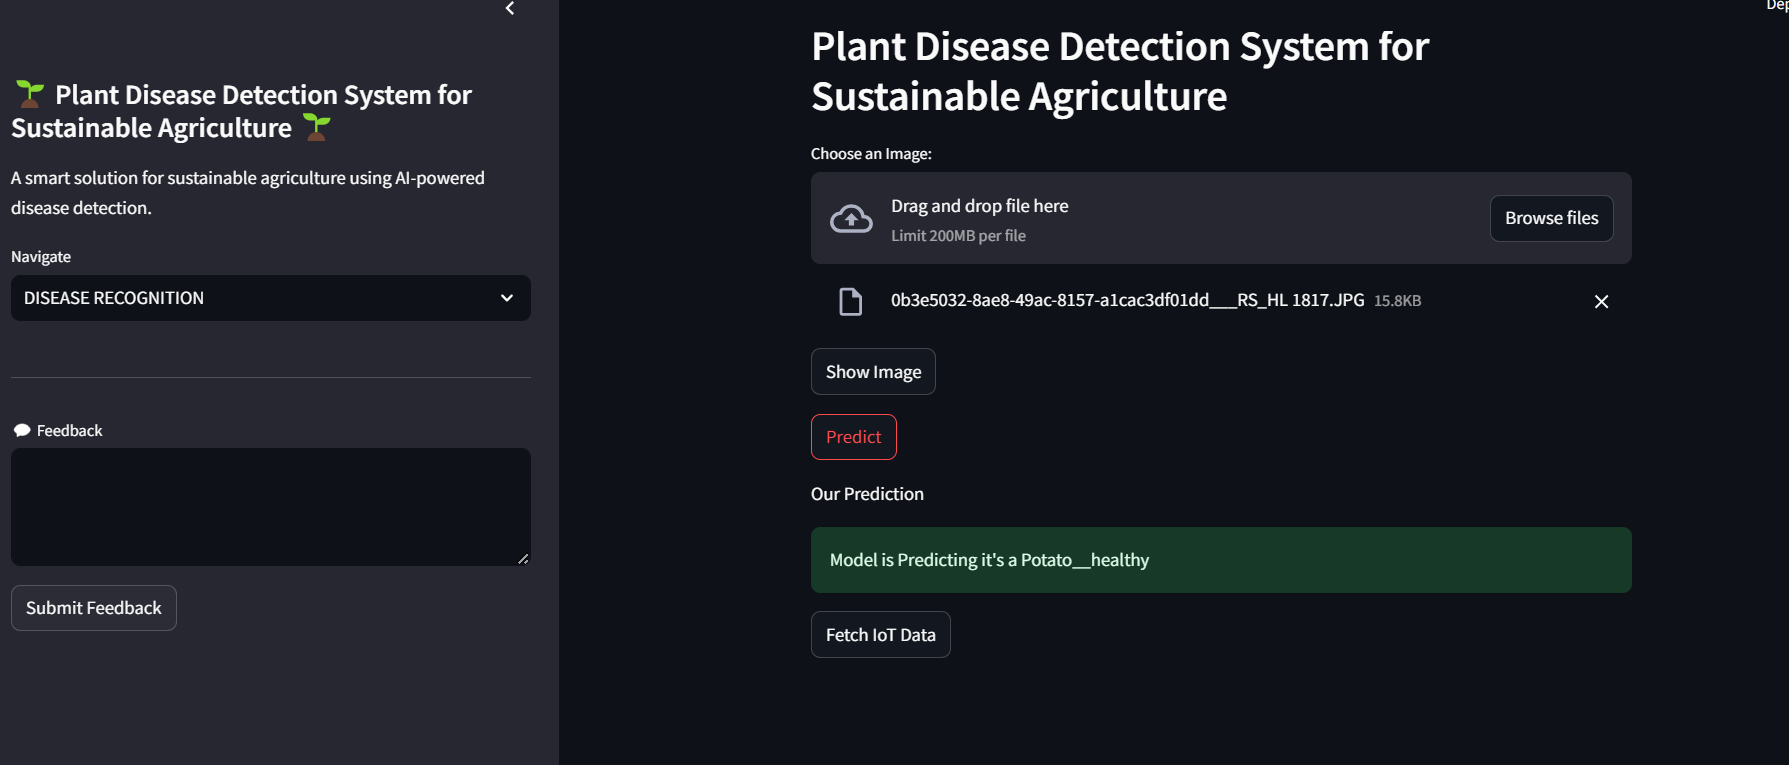 🌱 Plant Disease Detection System for
Sustainable Agriculture 🌱
A smart solution for sustainable agriculture using AI-powered
disease detection.
Navigate
DISEASE RECOGNITION
Feedback
Submit Feedback
Plant Disease Detection System for
Sustainable Agriculture
Choose an Image:
Drag and drop file here
Limit 200MB per file
Browse files
0b3e5032-8ae8-49ac-8157-a1cac3df01dd___RS_HL 1817.JPG 15.8KB
Show Image
Predict
Our Prediction
Model is Predicting it's a Potato__healthy
Fetch IoT Data